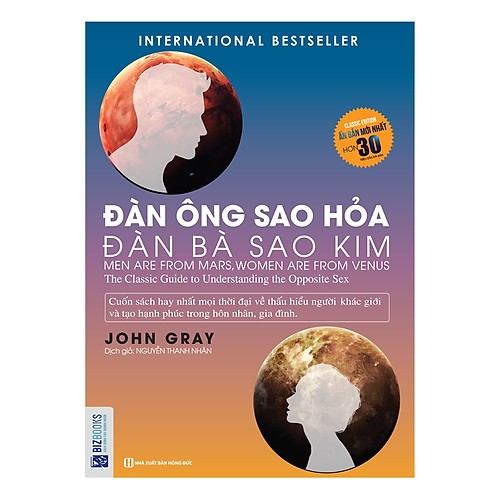 INTERNATIONAL BESTSELLER
CLASSIC EDITION
ẤN BẢN MỚI NHẤT
HƠN 30
ĐÀN ÔNG SAO HỎA
ĐÀN BÀ SAO KIM
MEN ARE FROM MARS, WOMEN ARE FROM VENUS
The Classic Guide to Understanding the Opposite Sex
Cuốn sách hay nhất mọi thời đại về thấu hiểu người khác giới
và tạo hạnh phúc trong hôn nhân, gia đình.
JOHN GRAY
Dịch giả: NGUYỄN THANH NHÂN
BIZBOOKS
NHÀ XUẤT BẢN HỒNG ĐỨC